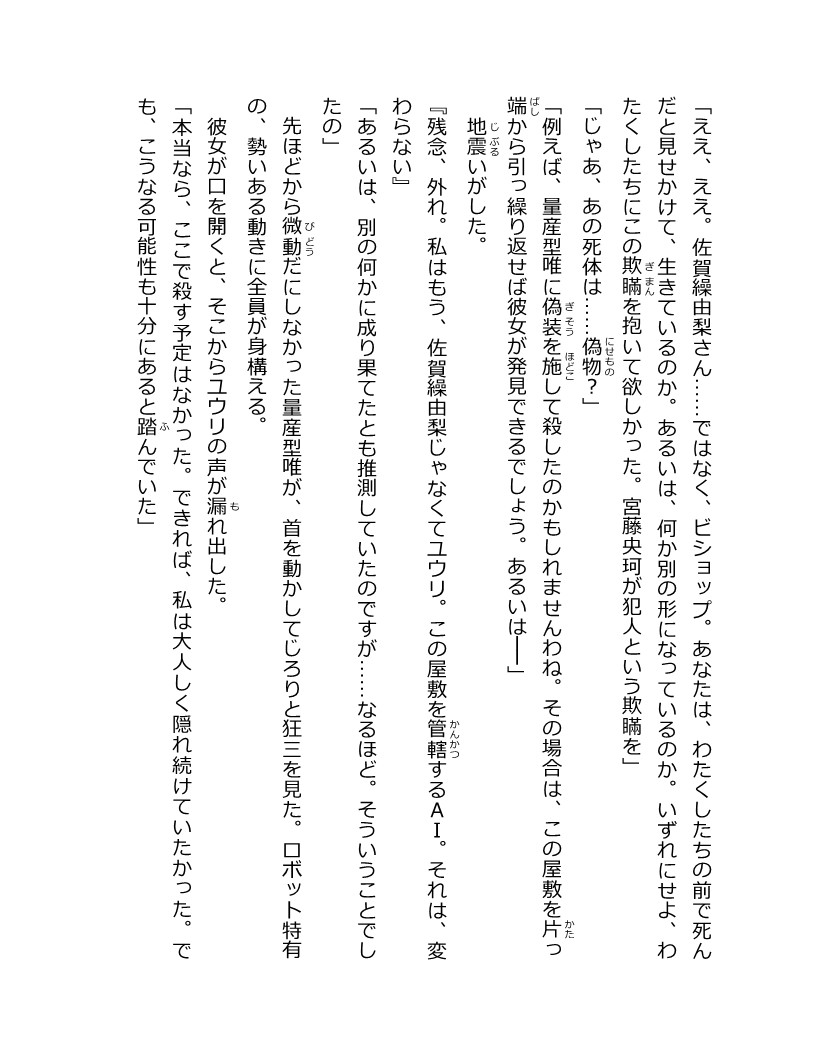 「ええ、ええ。佐賀繰由梨さん……ではなく、ビショップ。あなたは、わたくしたちの前で死ん
だと見せかけて、生きているのか。あるいは、何か別の形になっているのか。いずれにせよ、わ
たくしたちにこの欺瞞を抱いて欲しかった。宮藤央珂が犯人という欺瞞を」
「じゃあ、あの死体は……偽物？」
「例えば、量産型唯に偽装を施して殺したのかもしれませんわね。その場合は、この屋敷を片っ
端から引っ繰り返せば彼女が発見できるでしょう。あるいは――」
地震いがした。
『残念、外れ。私はもう、佐賀繰由梨じゃなくてユウリ。この屋敷を管轄するＡＩ。それは、変
わらない』
「あるいは、別の何かに成り果てたとも推測していたのですが……なるほど。そういうことでし
たの」
先ほどから微動だにしなかった量産型唯が、首を動かしてじろりと狂三を見た。ロボット特有
の、勢いある動きに全員が身構える。
彼女が口を開くと、そこからユウリの声が漏れ出した。
「本当なら、ここで殺す予定はなかった。できれば、私は大人しく隠れ続けていたかった。で
も、こうなる可能性も十分にあると踏んでいた」